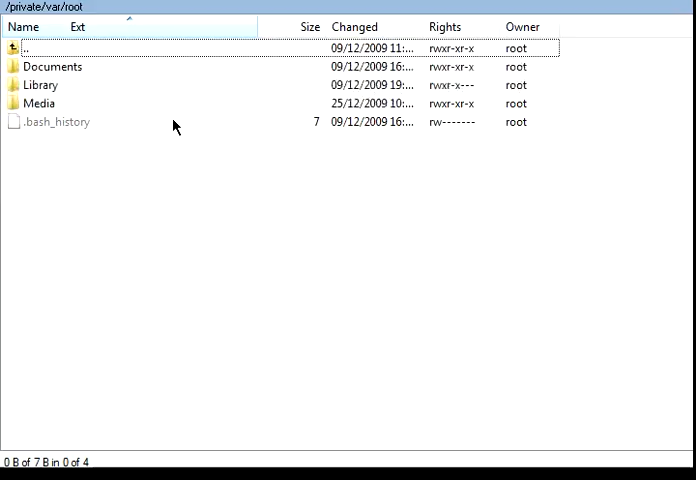 /private/var/root
Name Ext Size Changed Rights Owner
.. 09/12/2009 11:... rwxr-xr-x root
Documents 09/12/2009 16:... rwxr-xr-x root
Library 09/12/2009 19:... rwxr-x--- root
Media 25/12/2009 10:... rwxr-xr-x root
.bash_history 7 09/12/2009 16:... rw------- root
0 B of 7 B in 0 of 4